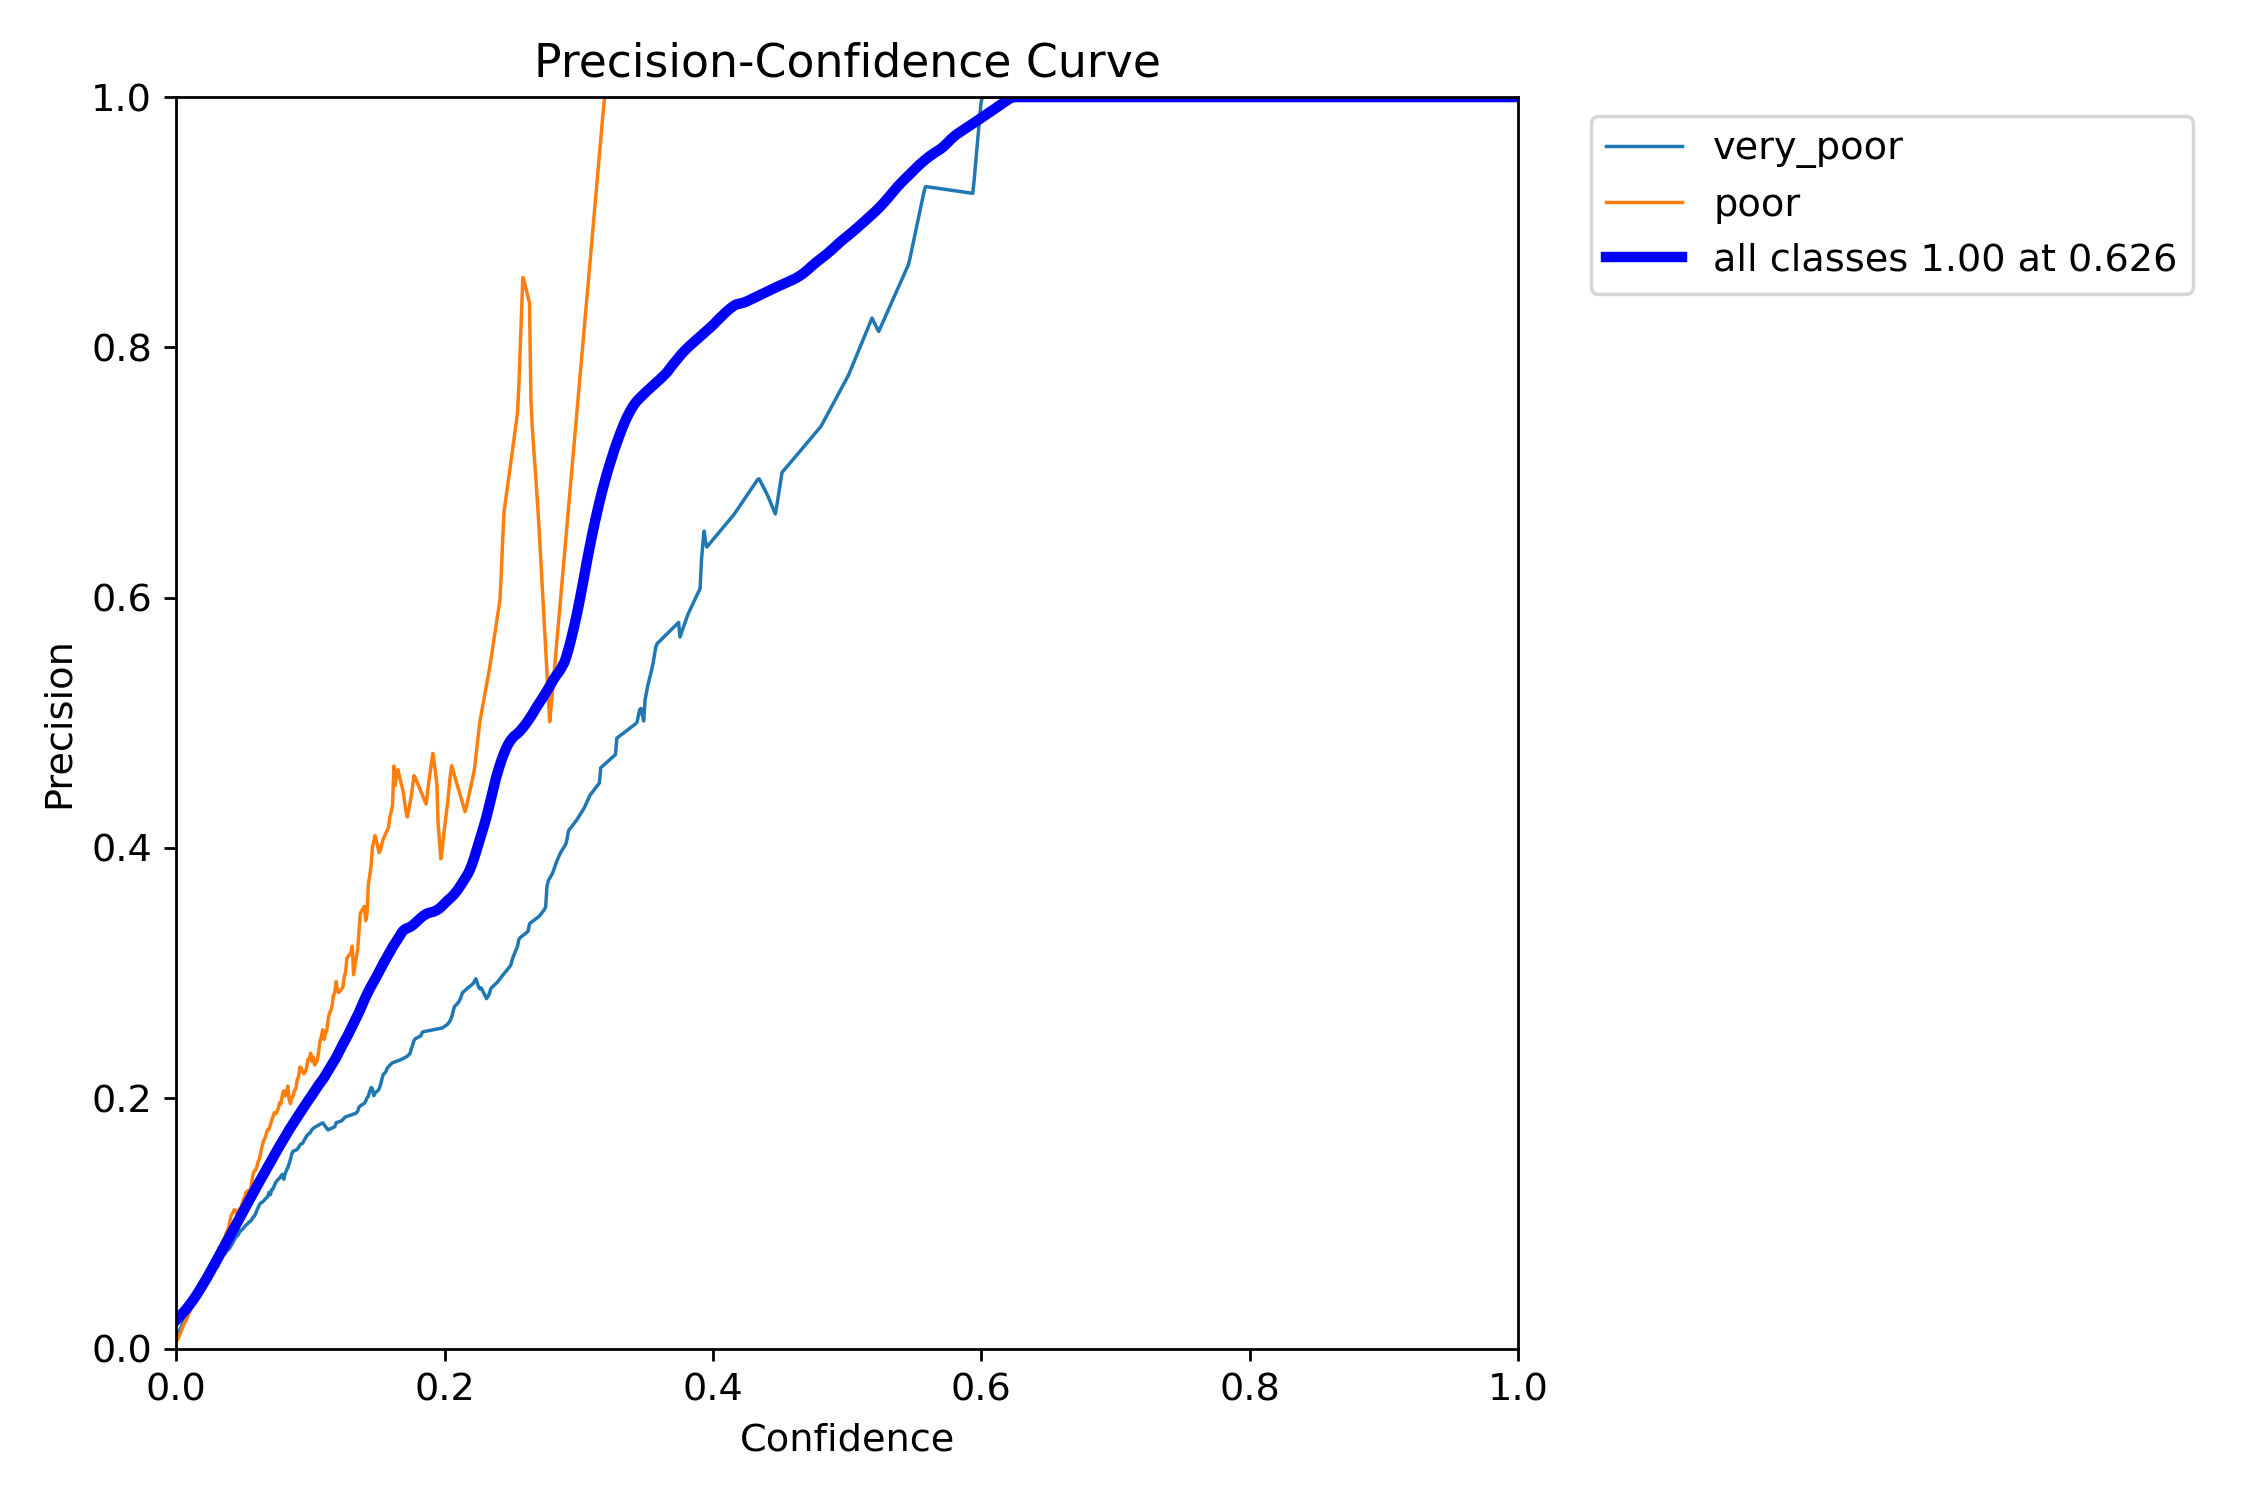 Precision-Confidence Curve
1.0
0.8
0.6
0.4
0.2
0.0
Precision
0.0 0.2 0.4 0.6 0.8 1.0
Confidence
very_poor
poor
all classes 1.00 at 0.626